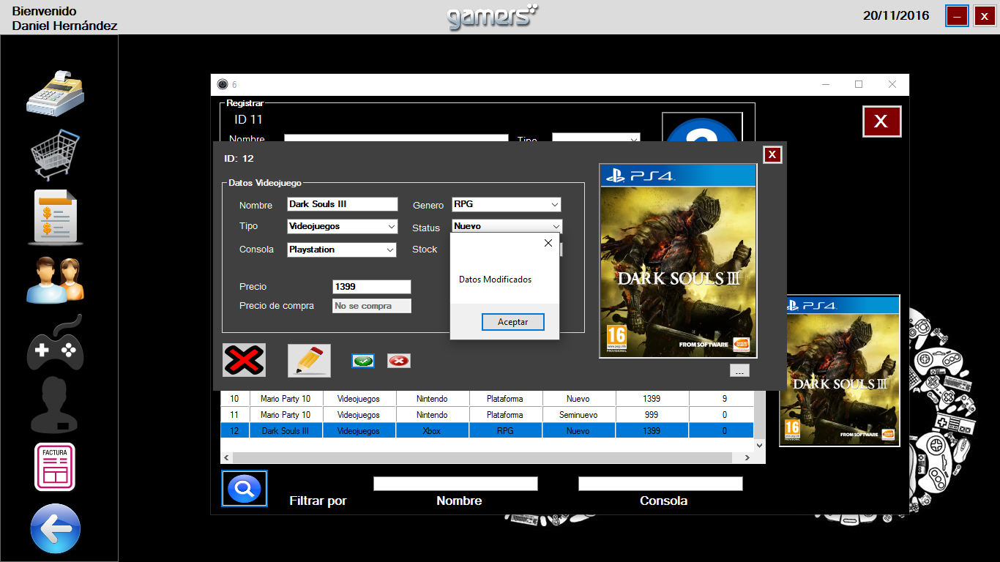 Bienvenido
Daniel Hernández
gamers
20/11/2016
6
Registrar
ID 11
Nombre
Tipo
X
ID: 12
X
Datos Videojuego
Nombre Dark Souls III Genero RPG
Tipo Videojuegos Status Nuevo
Consola Playstation Stock
Precio 1399
Precio de compra No se compra
Datos Modificados
Aceptar
PS4
DARK SOULS III
16
www.pegi.info
PROVISIONAL
FROM SOFTWARE
...
FACTURA
10 Mario Party 10 Videojuegos Nintendo Plataforma Nuevo 1399 9
11 Mario Party 10 Videojuegos Nintendo Plataforma Seminuevo 999 0
12 Dark Souls III Videojuegos Xbox RPG Nuevo 1399 0
PS4
DARK SOULS III
16
FROM SOFTWARE
Filtrar por Nombre Consola